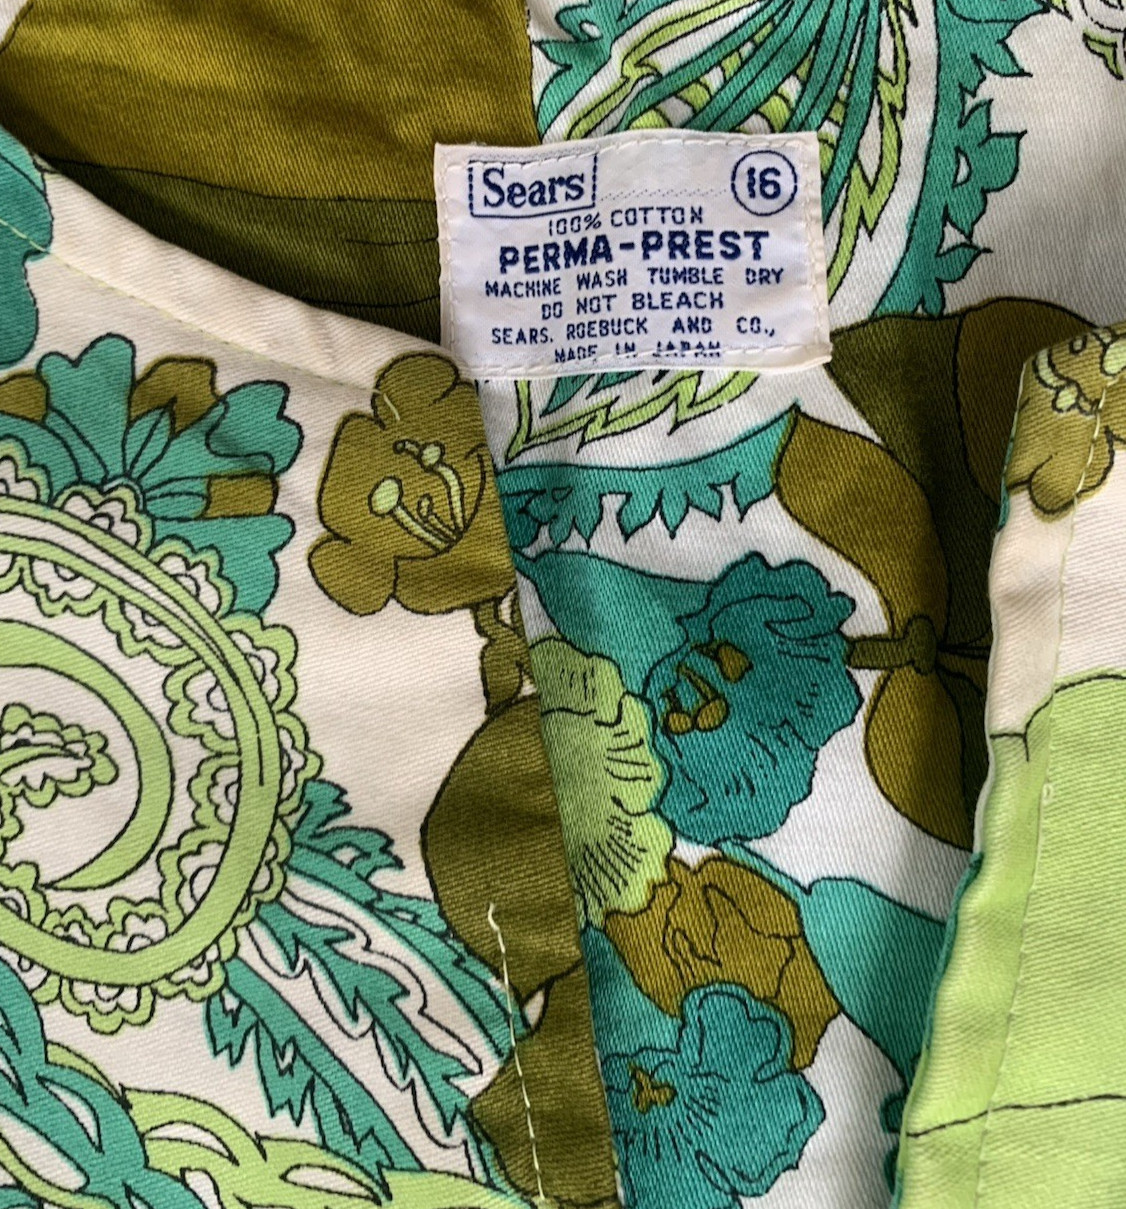 Sears 16
100% COTTON
PERMA-PREST
MACHINE WASH TUMBLE DRY
DO NOT BLEACH
SEARS, ROEBUCK AND CO.,
MADE IN JAPAN